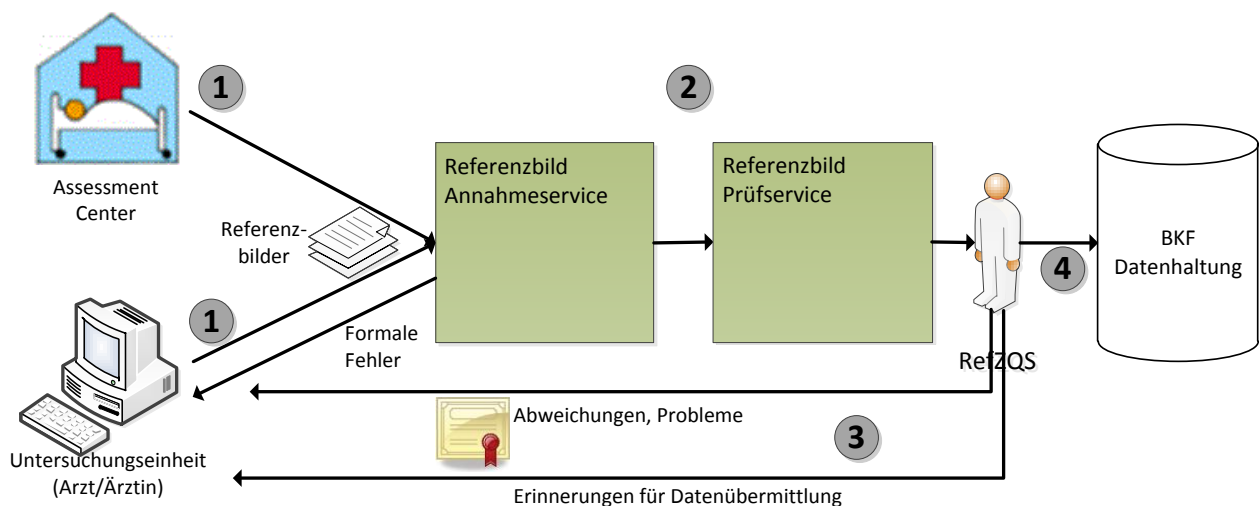 1
2
Referenzbild
Annahmeservice
Referenzbild
Prüfservice
Assessment
Center
Referenz-
bilder
BKF
Datenhaltung
4
1
Formale
Fehler
RefZQS
Abweichungen, Probleme
3
Untersuchungseinheit
(Arzt/Ärztin)
Erinnerungen für Datenübermittlung